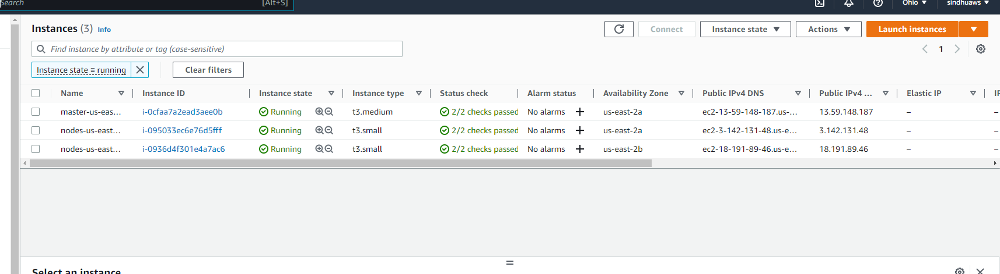 Search [Alt+S] Ohio ▼ sindhuaws ▼
Instances (3) Info Connect Instance state ▼ Actions ▼ Launch instances ▼
Find instance by attribute or tag (case-sensitive) 1
Instance state = running Clear filters
Name Instance ID Instance state Instance type Status check Alarm status Availability Zone Public IPv4 DNS Public IPv4 ... Elastic IP IP
master-us-eas... i-0cfaa7a2ead3aee0b Running t3.medium 2/2 checks passed No alarms + us-east-2a ec2-13-59-148-187.us-... 13.59.148.187 – –
nodes-us-east... i-095033ec6e76d5fff Running t3.small 2/2 checks passed No alarms + us-east-2a ec2-3-142-131-48.us-e... 3.142.131.48 – –
nodes-us-east... i-0936d4f301e4a7ac6 Running t3.small 2/2 checks passed No alarms + us-east-2b ec2-18-191-89-46.us-e... 18.191.89.46 – –
Select an instance